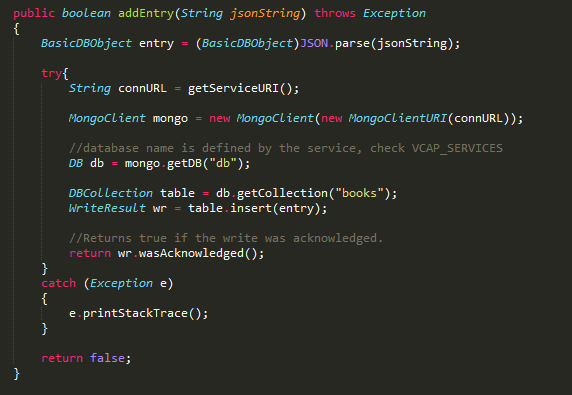 public boolean addEntry(String jsonString) throws Exception
{
BasicDBObject entry = (BasicDBObject)JSON.parse(jsonString);
try{
String connURL = getServiceURI();
MongoClient mongo = new MongoClient(new MongoClientURI(connURL));
//database name is defined by the service, check VCAP_SERVICES
DB db = mongo.getDB("db");
DBCollection table = db.getCollection("books");
WriteResult wr = table.insert(entry);
//Returns true if the write was acknowledged.
return wr.wasAcknowledged();
}
catch (Exception e)
{
e.printStackTrace();
}
return false;
}